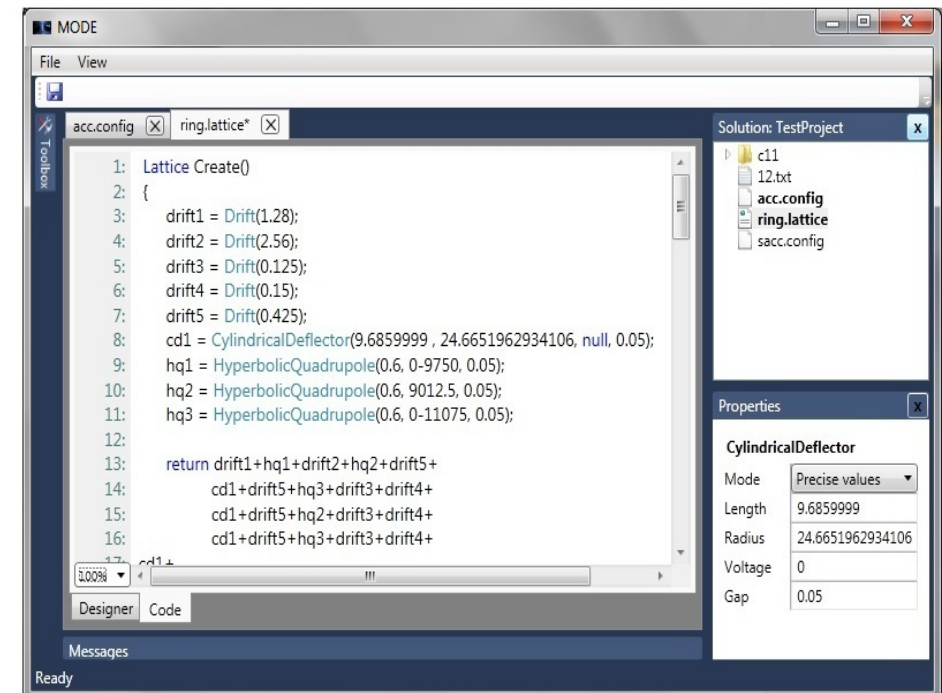 MODE
File View
Toolbox
acc.config ring.lattice*
1: Lattice Create()
2: {
3: drift1 = Drift(1.28);
4: drift2 = Drift(2.56);
5: drift3 = Drift(0.125);
6: drift4 = Drift(0.15);
7: drift5 = Drift(0.425);
8: cd1 = CylindricalDeflector(9.6859999 , 24.6651962934106, null, 0.05);
9: hq1 = HyperbolicQuadrupole(0.6, 0-9750, 0.05);
10: hq2 = HyperbolicQuadrupole(0.6, 9012.5, 0.05);
11: hq3 = HyperbolicQuadrupole(0.6, 0-11075, 0.05);
12:
13: return drift1+hq1+drift2+hq2+drift5+
14: cd1+drift5+hq3+drift3+drift4+
15: cd1+drift5+hq2+drift3+drift4+
16: cd1+drift5+hq3+drift3+drift4+
17: cd1+
100%
Designer Code
Messages
Ready
Solution: TestProject x
c11
12.txt
acc.config
ring.lattice
sacc.config
Properties x
CylindricalDeflector
Mode Precise values
Length 9.6859999
Radius 24.6651962934106
Voltage 0
Gap 0.05